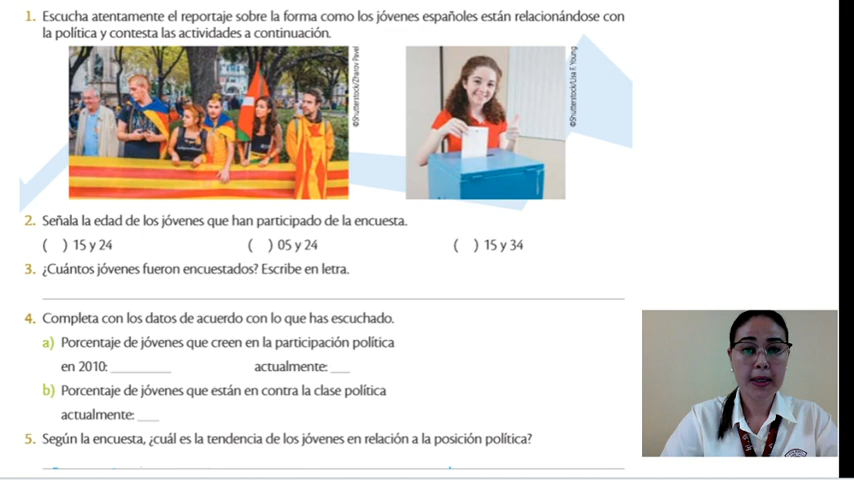 1. Escucha atentamente el reportaje sobre la forma como los jóvenes españoles están relacionándose con
la política y contesta las actividades a continuación.
©Shutterstock/Zharov Pavel
©Shutterstock/Lisa F. Young
2. Señala la edad de los jóvenes que han participado de la encuesta.
( ) 15 y 24 ( ) 05 y 24 ( ) 15 y 34
3. ¿Cuántos jóvenes fueron encuestados? Escribe en letra.
4. Completa con los datos de acuerdo con lo que has escuchado.
a) Porcentaje de jóvenes que creen en la participación política
en 2010: __________ actualmente: ___
b) Porcentaje de jóvenes que están en contra la clase política
actualmente: ___
5. Según la encuesta, ¿cuál es la tendencia de los jóvenes en relación a la posición política?